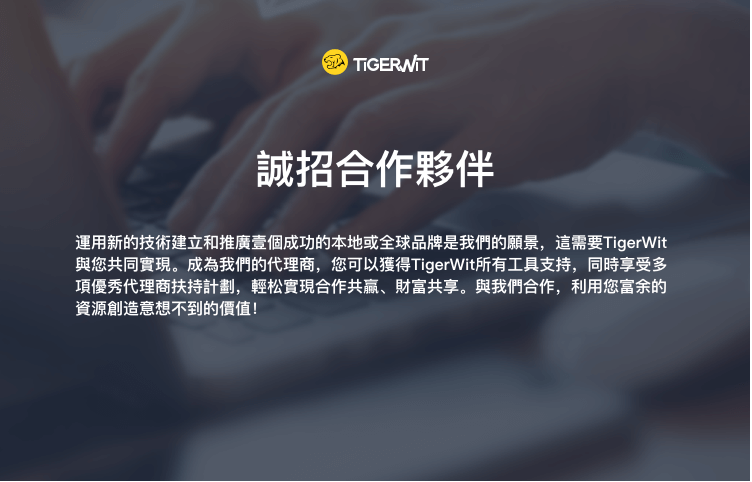 TiGERWiT
誠招合作夥伴
運用新的技術建立和推廣壹個成功的本地或全球品牌是我們的願景，這需要TigerWit
與您共同實現。成為我們的代理商，您可以獲得TigerWit所有工具支持，同時享受多
項優秀代理商扶持計劃，輕松實現合作共贏、財富共享。與我們合作，利用您富余的
資源創造意想不到的價值！